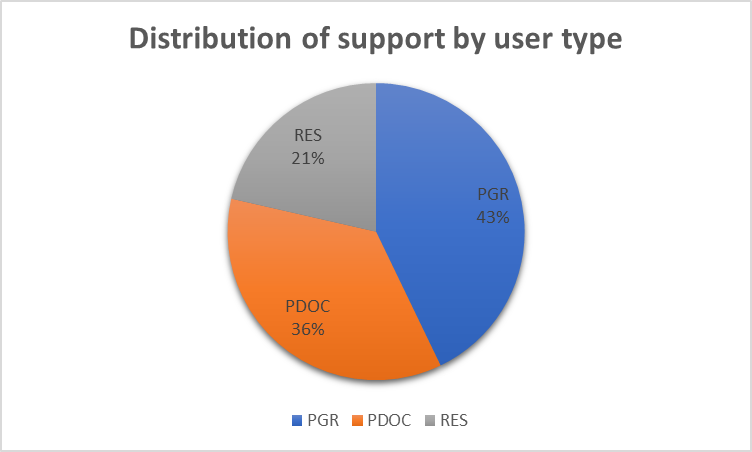 Distribution of support by user type
RES
21%
PGR
43%
PDOC
36%
PGR PDOC RES